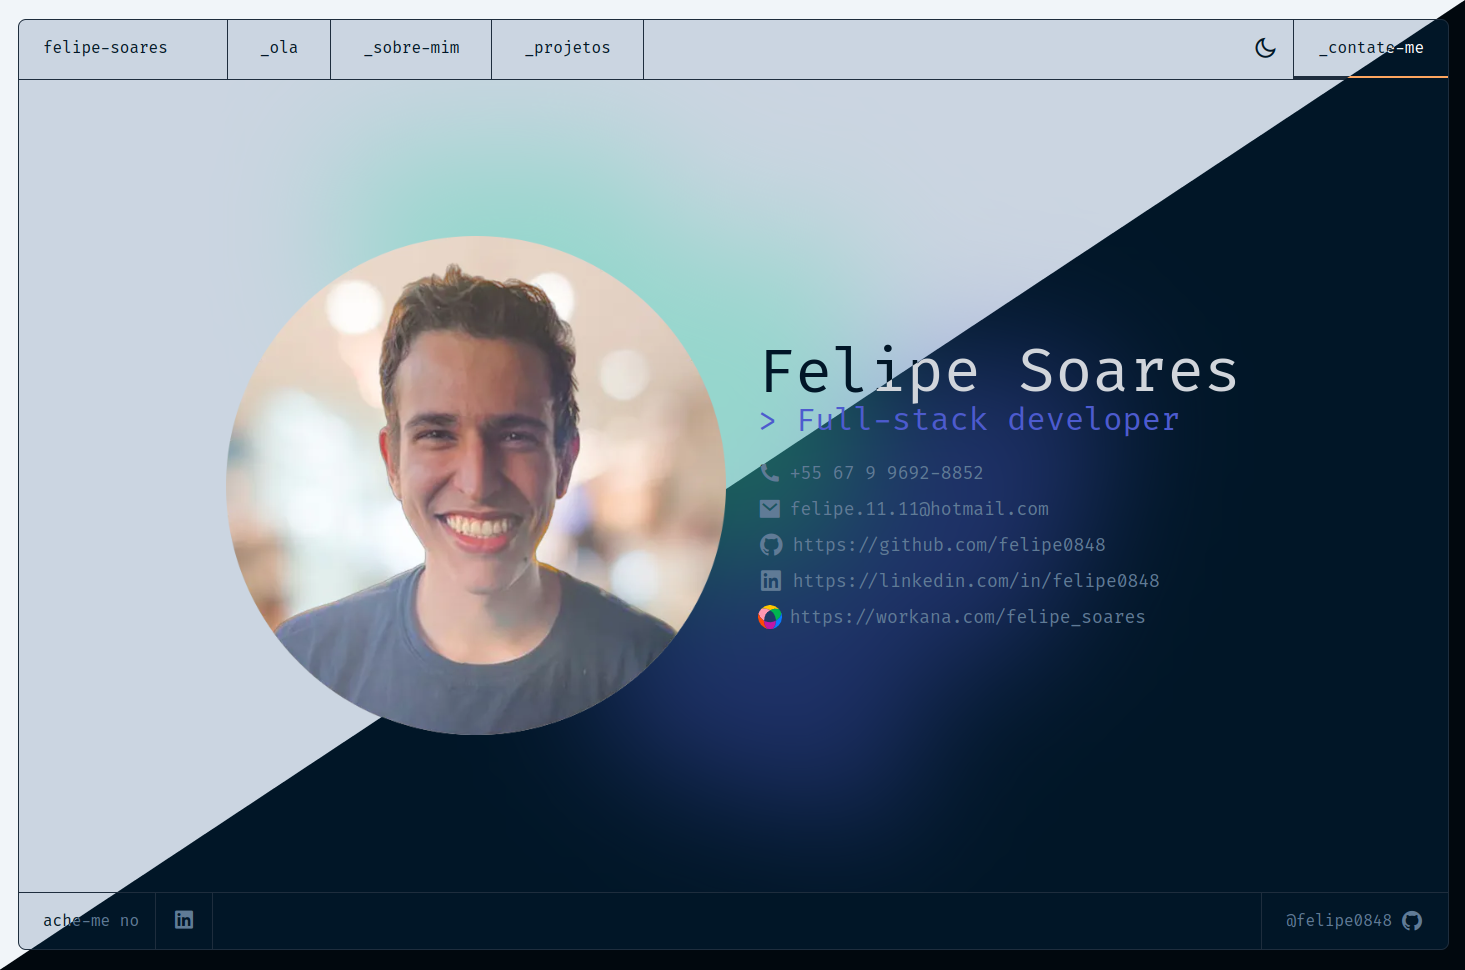 felipe-soares
_ola
_sobre-mim
_projetos
_contate-me
Felipe Soares
> Full-stack developer
+55 67 9 9692-8852
felipe.11.11@hotmail.com
https://github.com/felipe0848
https://linkedin.com/in/felipe0848
https://workana.com/felipe_soares
ache-me no
@felipe0848